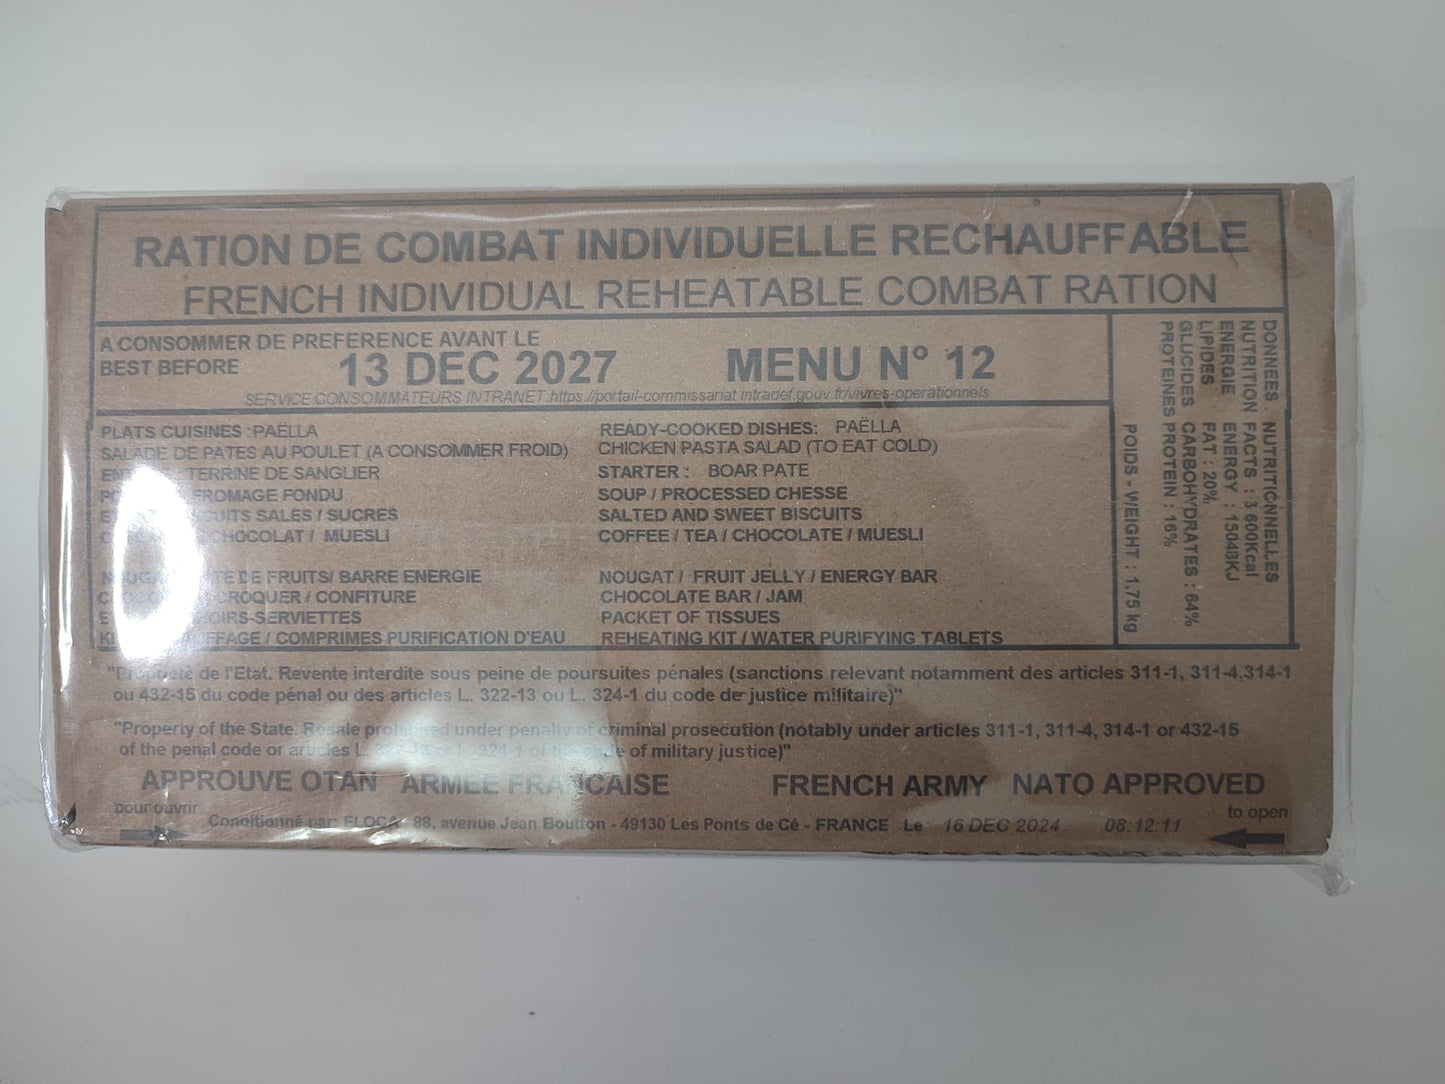 RATION DE COMBAT INDIVIDUELLE RECHAUFFABLE
FRENCH INDIVIDUAL REHEATABLE COMBAT RATION
A CONSOMMER DE PREFERENCE AVANT LE
BEST BEFORE
13 DEC 2027
MENU N° 12
SERVICE CONSOMMATEURS INTRANET:https://portail-commissariat.intradef.gouv.fr/vivres-operationnels
PLATS CUISINES :PAËLLA
SALADE DE PATES AU POULET (A CONSOMMER FROID)
TERRINE DE SANGLIER
FROMAGE FONDU
SALES / SUCRES
CHOCOLAT / MUESLI
DE FRUITS/ BARRE ENERGIE
CROQUER / CONFITURE
KI / COMPRIMES PURIFICATION D'EAU
READY-COOKED DISHES: PAËLLA
CHICKEN PASTA SALAD (TO EAT COLD)
STARTER : BOAR PATE
SOUP / PROCESSED CHESSE
SALTED AND SWEET BISCUITS
COFFEE / TEA / CHOCOLATE / MUESLI
NOUGAT / FRUIT JELLY / ENERGY BAR
CHOCOLATE BAR / JAM
PACKET OF TISSUES
REHEATING KIT / WATER PURIFYING TABLETS
DONNEES . NUTRITIONNELLES
NUTRITION FACTS : 3 600Kcal
ENERGIE ENERGY : 15048KJ
LIPIDES FAT : 20%
GLUCIDES CARBOHYDRATES : 64%
PROTEINES PROTEIN : 16%
POIDS - WEIGHT : 1.75 kg
de l'Etat. Revente interdite sous peine de poursuites pénales (sanctions relevant notamment des articles 311-1, 311-4,314-1
ou 432-15 du code pénal ou des articles L. 322-13 ou L. 324-1 du code de justice militaire)"
"Property of the State. Resale under penalty of criminal prosecution (notably under articles 311-1, 311-4, 314-1 or 432-15
of the penal code or articles L. or L. 324-1 of the of military justice)"
APPROUVE OTAN ARMEE FRANCAISE FRENCH ARMY NATO APPROVED
pour ouvrir
to open
Conditionné par: 88, avenue Jean Boutton - 49130 Les Ponts de Cé - FRANCE Le 16 DEC 2024 08:12:11